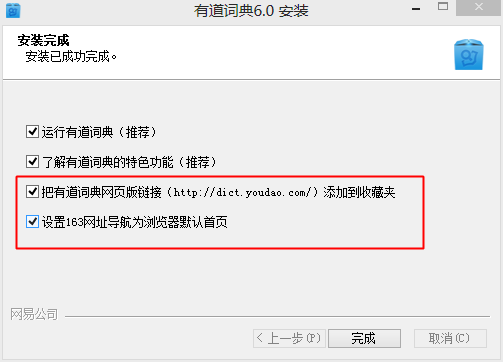 有道词典6.0 安装
安装完成
安装已成功完成。
运行有道词典（推荐）
了解有道词典的特色功能（推荐）
把有道词典网页版链接（http://dict.youdao.com/）添加到收藏夹
设置163网址导航为浏览器默认首页
网易公司
< 上一步(P)
完成
取消(C)